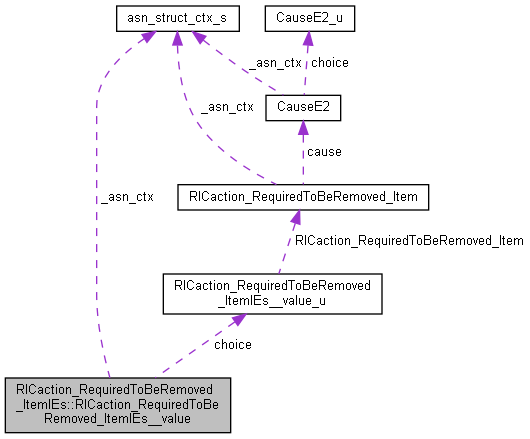 asn_struct_ctx_s
CauseE2_u
_asn_ctx
choice
CauseE2
_asn_ctx
cause
RICaction_RequiredToBeRemoved_Item
_asn_ctx
RICaction_RequiredToBeRemoved_Item
RICaction_RequiredToBeRemoved
_ItemIEs__value_u
choice
RICaction_RequiredToBeRemoved
_ItemIEs::RICaction_RequiredToBe
Removed_ItemIEs__value